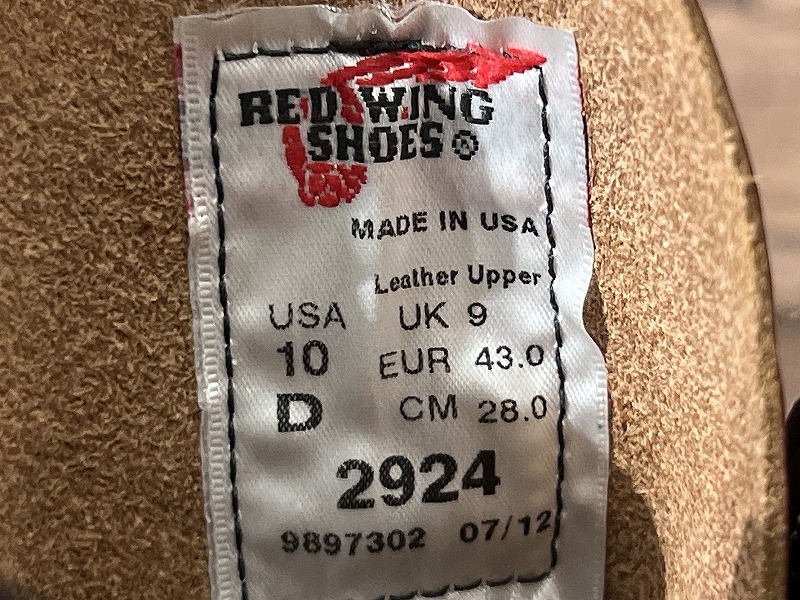 RED WING
SHOES ®
MADE IN USA
Leather Upper
USA UK 9
10 EUR 43.0
D CM 28.0
2924
9897302 07/12